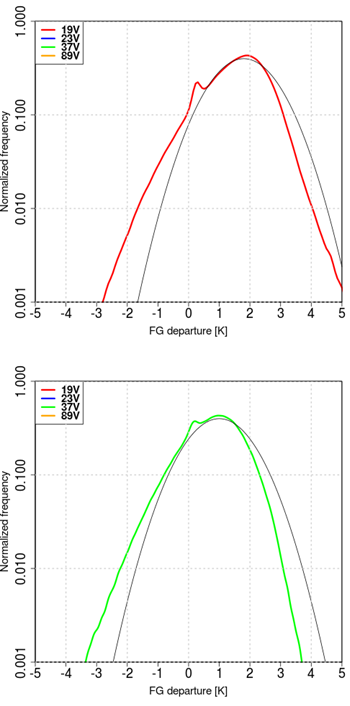 1.000
19V
23V
37V
89V
0.100
Normalized frequency
0.010
0.001
-5 -4 -3 -2 -1 0 1 2 3 4 5
FG departure [K]
1.000
19V
23V
37V
89V
0.100
Normalized frequency
0.010
0.001
-5 -4 -3 -2 -1 0 1 2 3 4 5
FG departure [K]